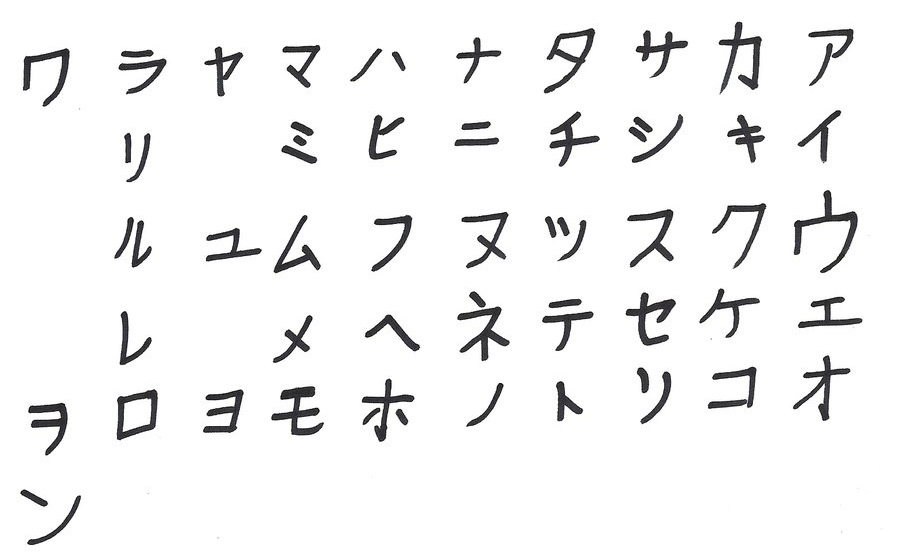 アイウエオ
カキクケコ
サシスセソ
タチツテト
ナニヌネノ
ハヒフヘホ
マミムメモ
ヤユヨ
ラリルレロ
ワヲン